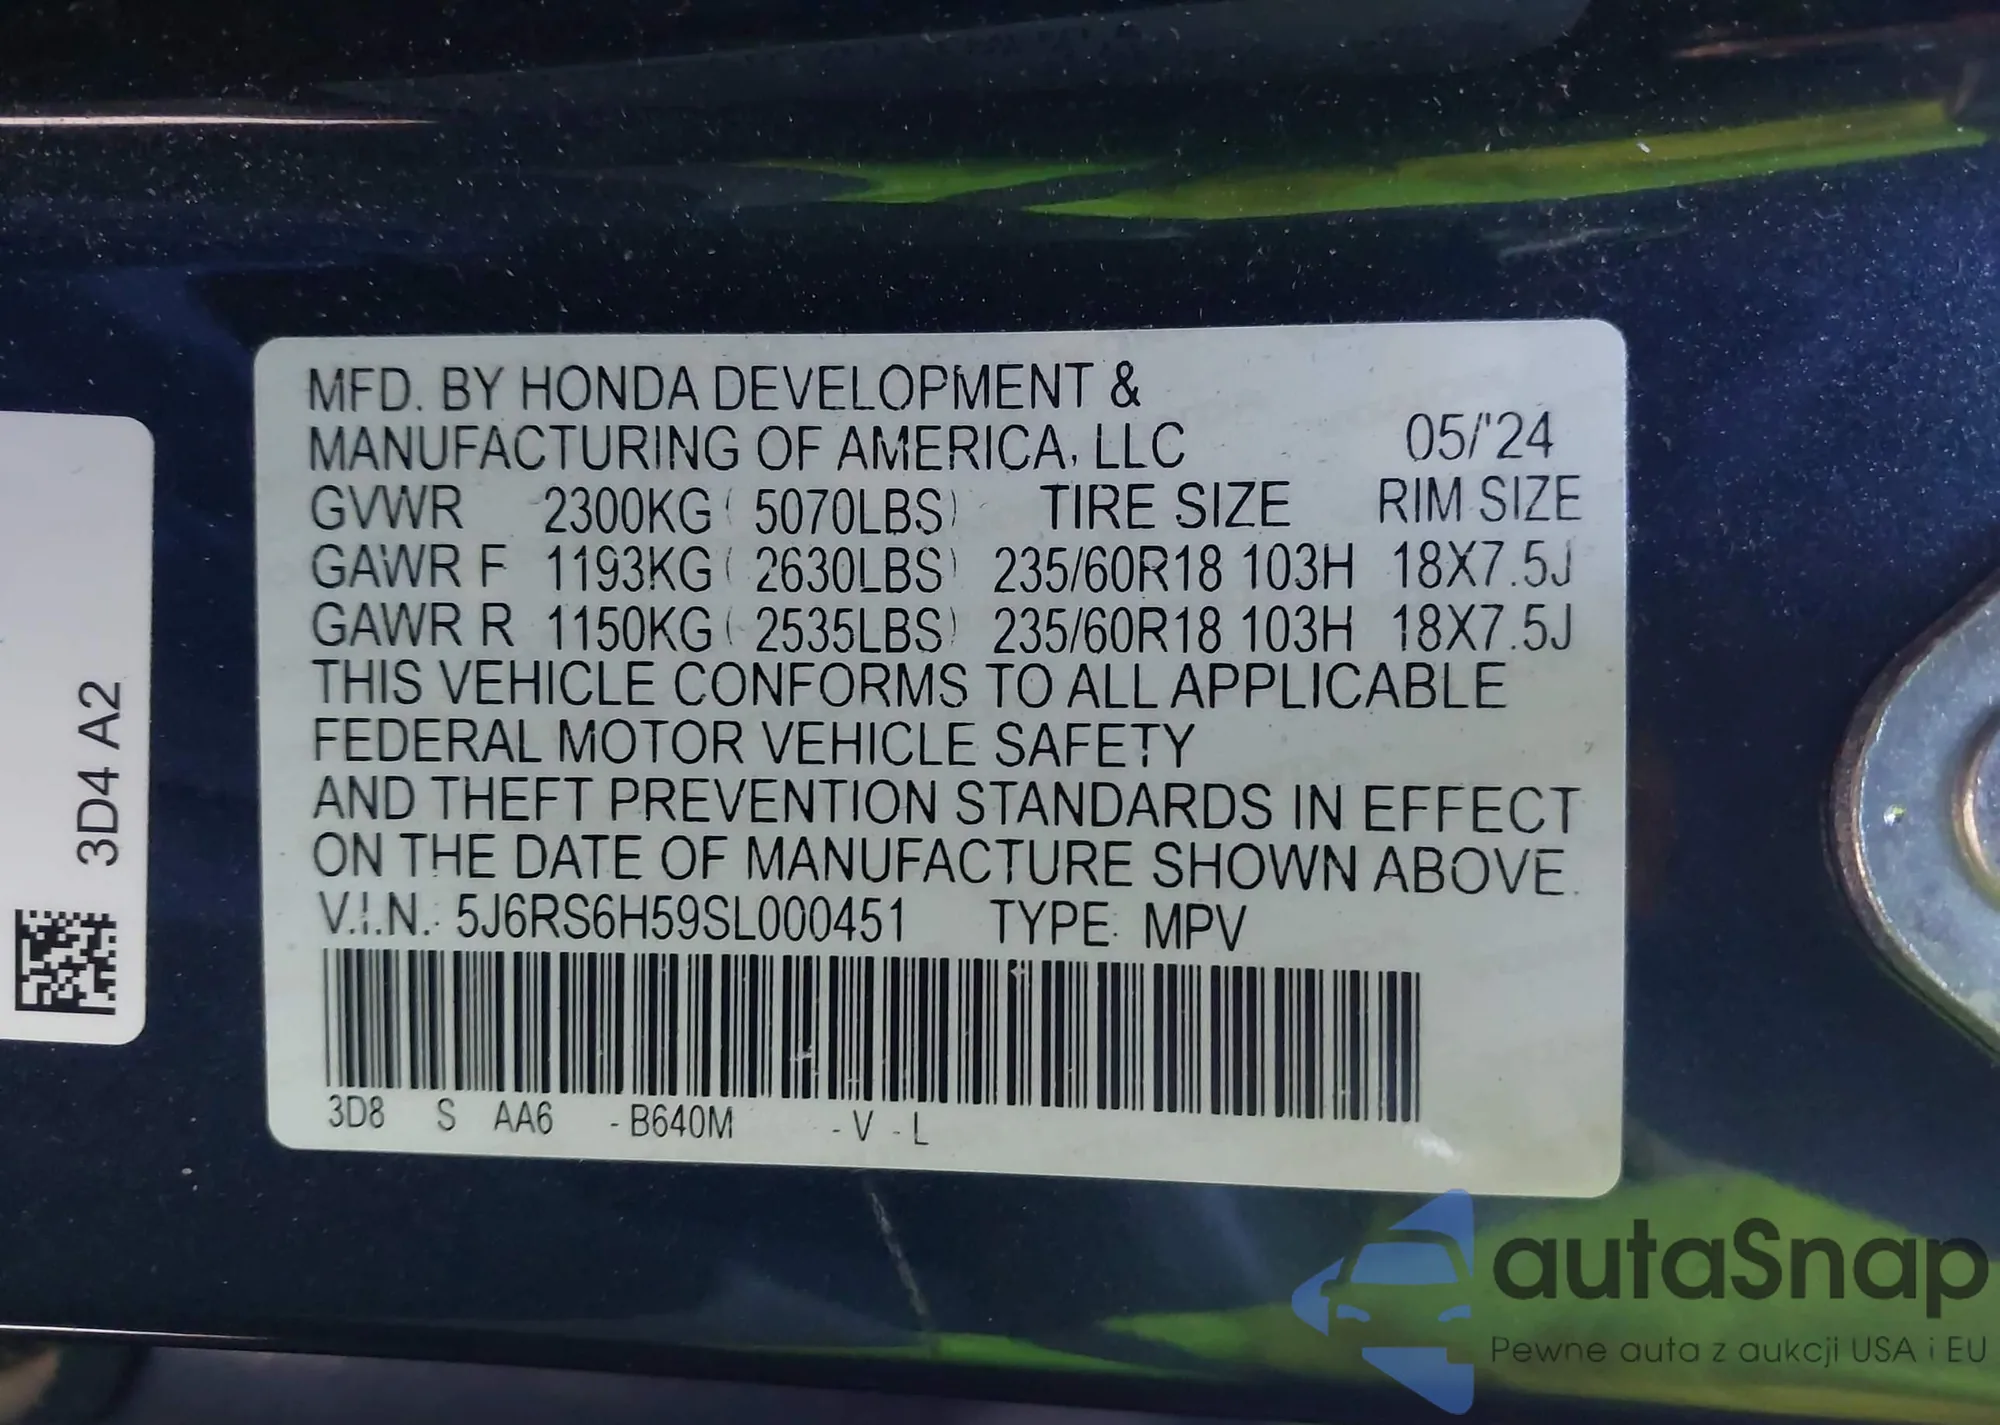 MFD. BY HONDA DEVELOPMENT &
MANUFACTURING OF AMERICA, LLC 05/'24
GVWR 2300KG ( 5070LBS) TIRE SIZE RIM SIZE
GAWR F 1193KG ( 2630LBS) 235/60R18 103H 18X7.5J
GAWR R 1150KG ( 2535LBS) 235/60R18 103H 18X7.5J
THIS VEHICLE CONFORMS TO ALL APPLICABLE
FEDERAL MOTOR VEHICLE SAFETY
AND THEFT PREVENTION STANDARDS IN EFFECT
ON THE DATE OF MANUFACTURE SHOWN ABOVE.
V.I.N.: 5J6RS6H59SL000451 TYPE: MPV
3D8 S AA6 -B640M -V -L
3D4 A2
autaSnap
Pewne auta z aukcji USA i EU